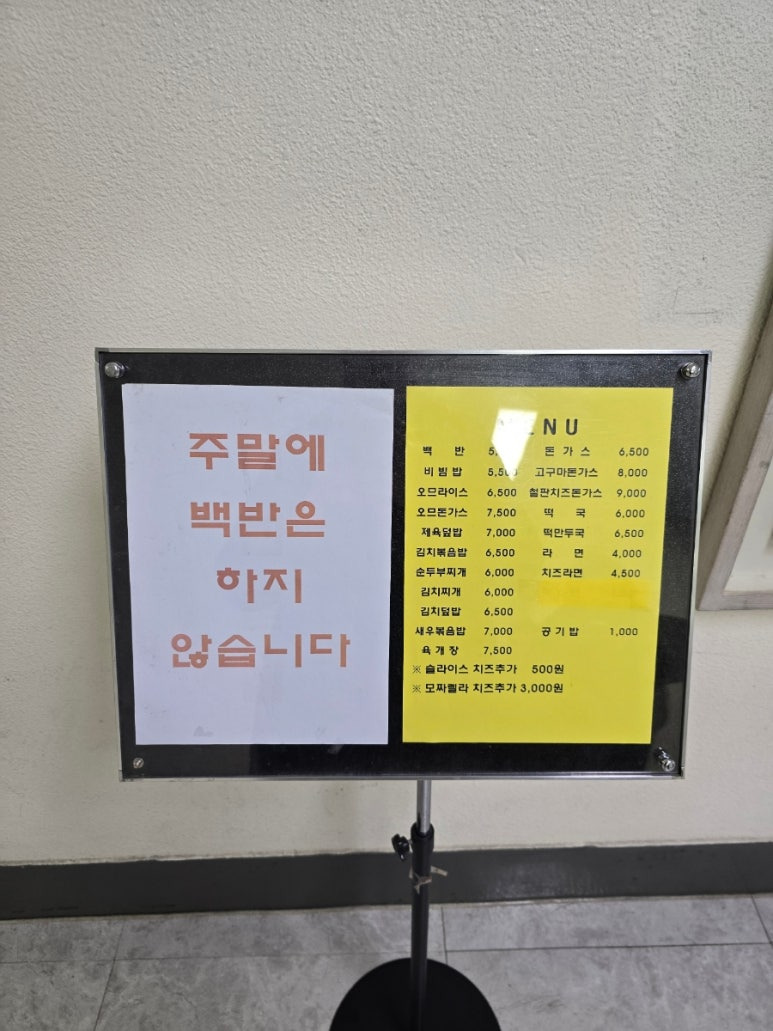 주말에
백반은
하지
않습니다
백 반 돈 가 스 6,500
비 빔 밥 5,500 고구마돈가스 8,000
오므라이스 6,500 철판치즈돈가스 9,000
오므돈가스 7,500 떡 국 6,000
제육덮밥 7,000 떡만두국 6,500
김치볶음밥 6,500 라 면 4,000
순두부찌개 6,000 치즈라면 4,500
김치찌개 6,000
김치덮밥 6,500
새우볶음밥 7,000 공 기 밥 1,000
육 개 장 7,500
※ 슬라이스 치즈추가 500원
※ 모짜렐라 치즈추가 3,000원